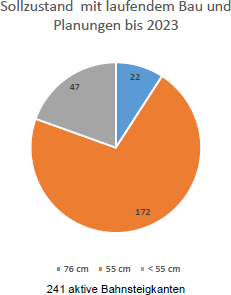 Sollzustand mit laufendem Bau und
Planungen bis 2023
22
47
172
76 cm 55 cm < 55 cm
241 aktive Bahnsteigkanten